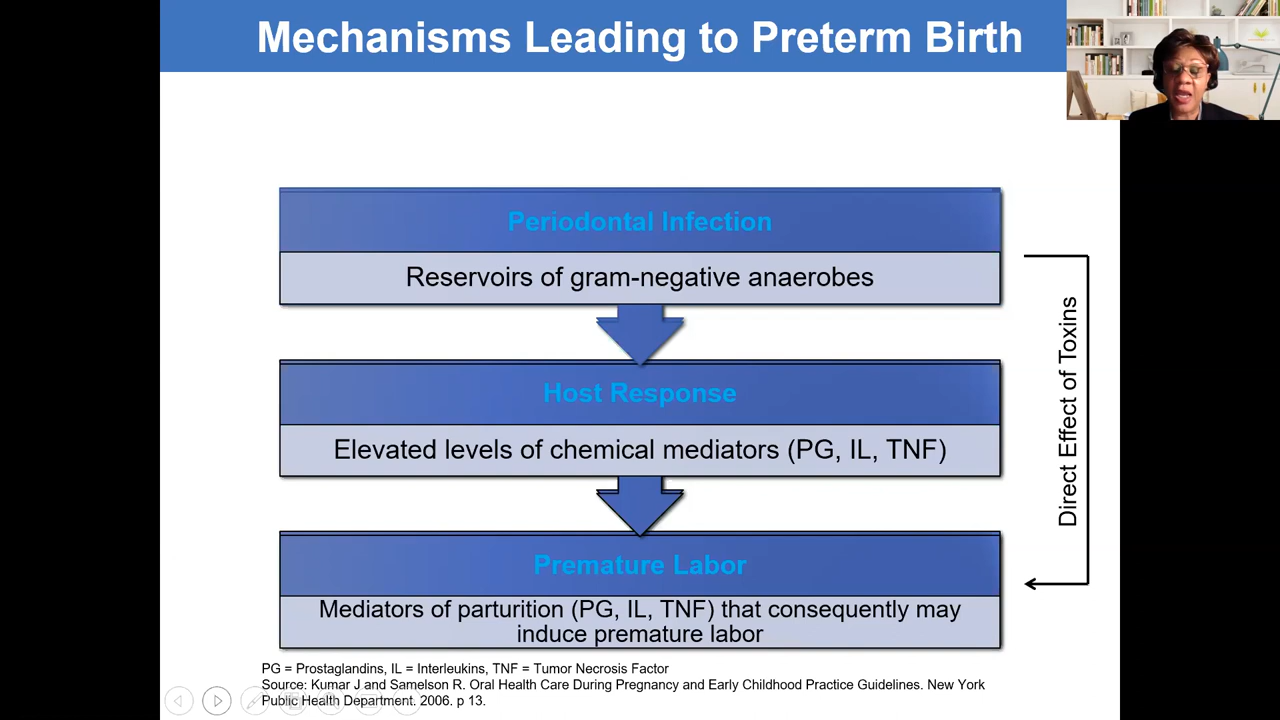 Mechanisms Leading to Preterm Birth
Periodontal Infection
Reservoirs of gram-negative anaerobes
Host Response
Elevated levels of chemical mediators (PG, IL, TNF)
Premature Labor
Mediators of parturition (PG, IL, TNF) that consequently may
induce premature labor
Direct Effect of Toxins
PG = Prostaglandins, IL = Interleukins, TNF = Tumor Necrosis Factor
Source: Kumar J and Samelson R. Oral Health Care During Pregnancy and Early Childhood Practice Guidelines. New York
Public Health Department. 2006. p 13.